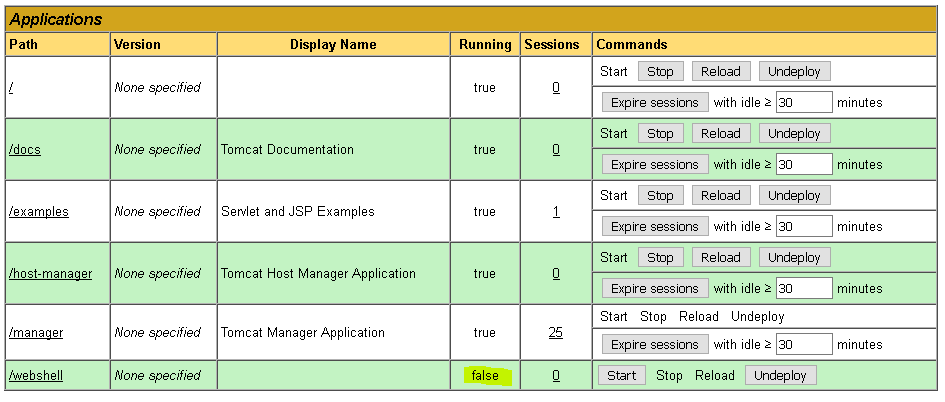 Applications
Path Version Display Name Running Sessions Commands
/ None specified true 0 Start Stop Reload Undeploy
Expire sessions with idle ≥ 30 minutes
/docs None specified Tomcat Documentation true 0 Start Stop Reload Undeploy
Expire sessions with idle ≥ 30 minutes
/examples None specified Servlet and JSP Examples true 1 Start Stop Reload Undeploy
Expire sessions with idle ≥ 30 minutes
/host-manager None specified Tomcat Host Manager Application true 0 Start Stop Reload Undeploy
Expire sessions with idle ≥ 30 minutes
/manager None specified Tomcat Manager Application true 25 Start Stop Reload Undeploy
Expire sessions with idle ≥ 30 minutes
/webshell None specified false 0 Start Stop Reload Undeploy